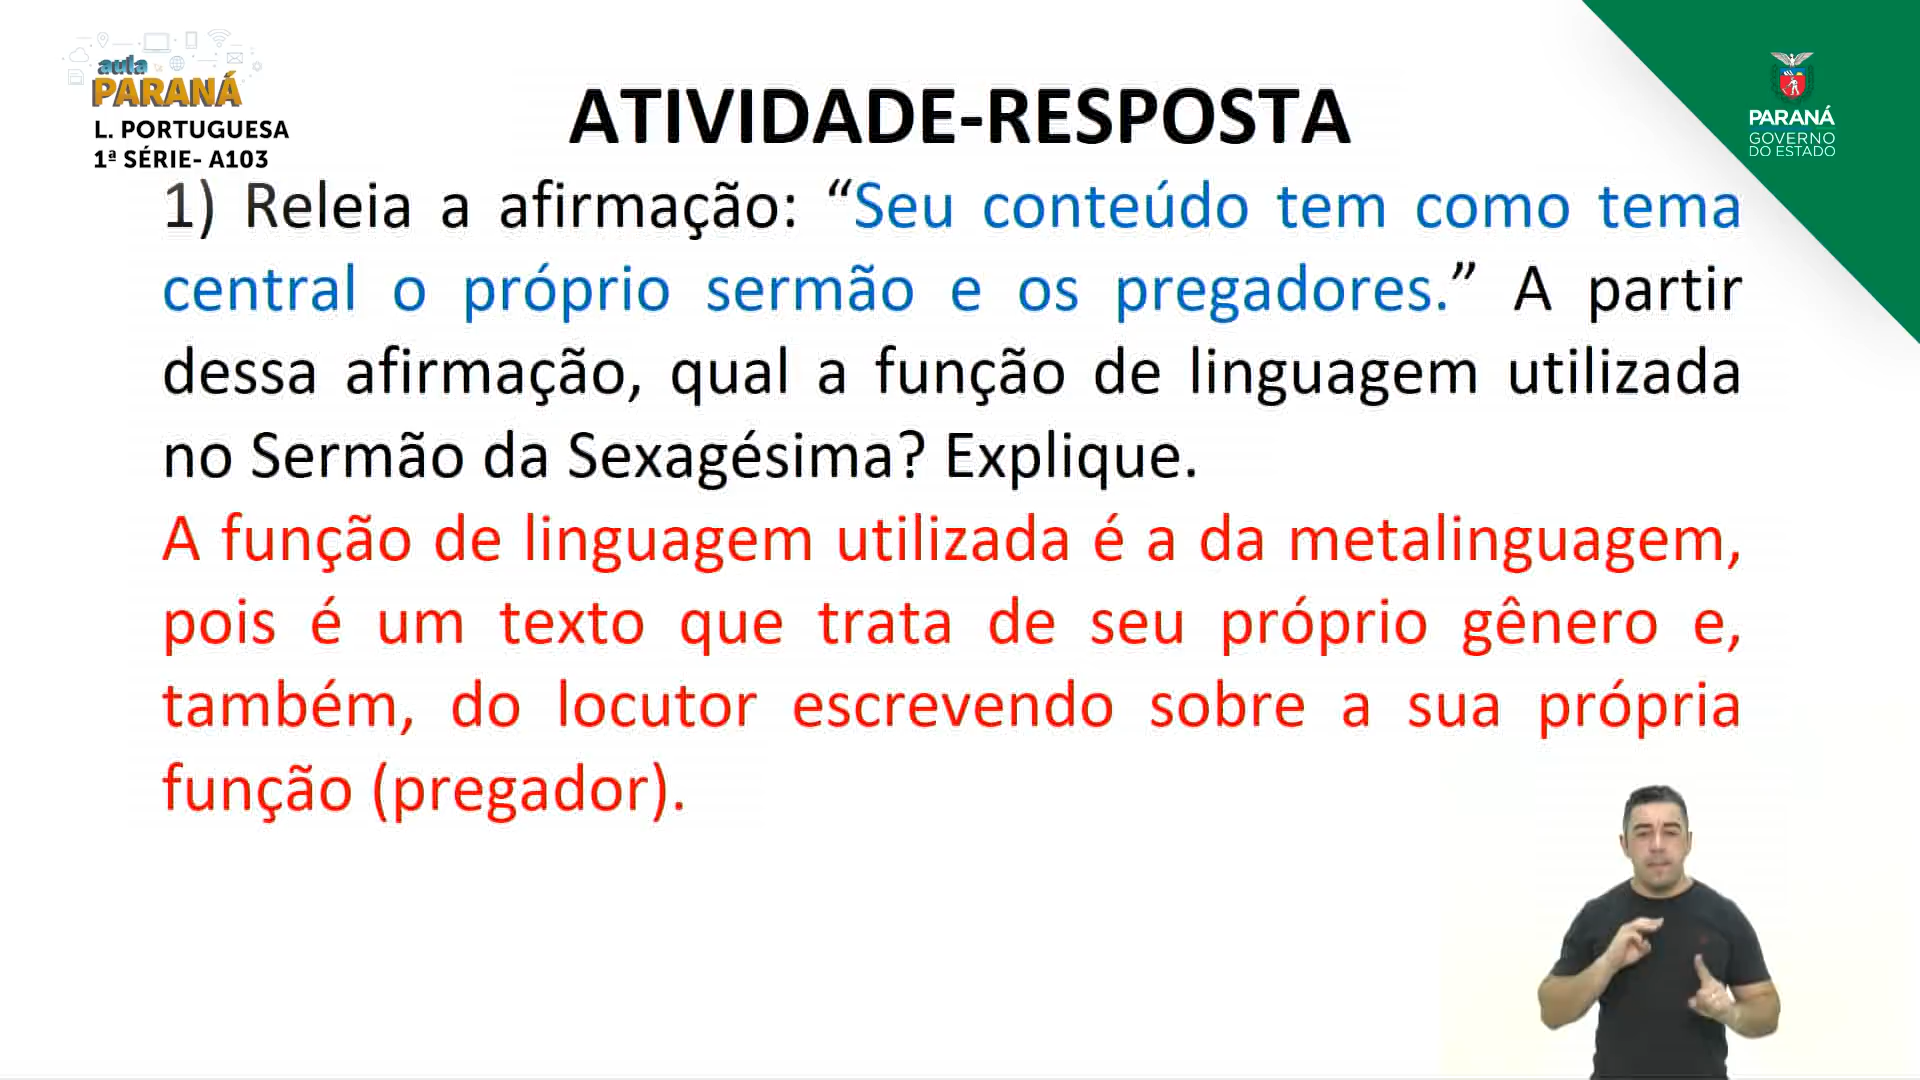 aula
PARANÁ
L. PORTUGUESA
1ª SÉRIE- A103
ATIVIDADE-RESPOSTA
PARANÁ
GOVERNO
DO ESTADO
1) Releia a afirmação: “Seu conteúdo tem como tema
central o próprio sermão e os pregadores.” A partir
dessa afirmação, qual a função de linguagem utilizada
no Sermão da Sexagésima? Explique.
A função de linguagem utilizada é a da metalinguagem,
pois é um texto que trata de seu próprio gênero e,
também, do locutor escrevendo sobre a sua própria
função (pregador).